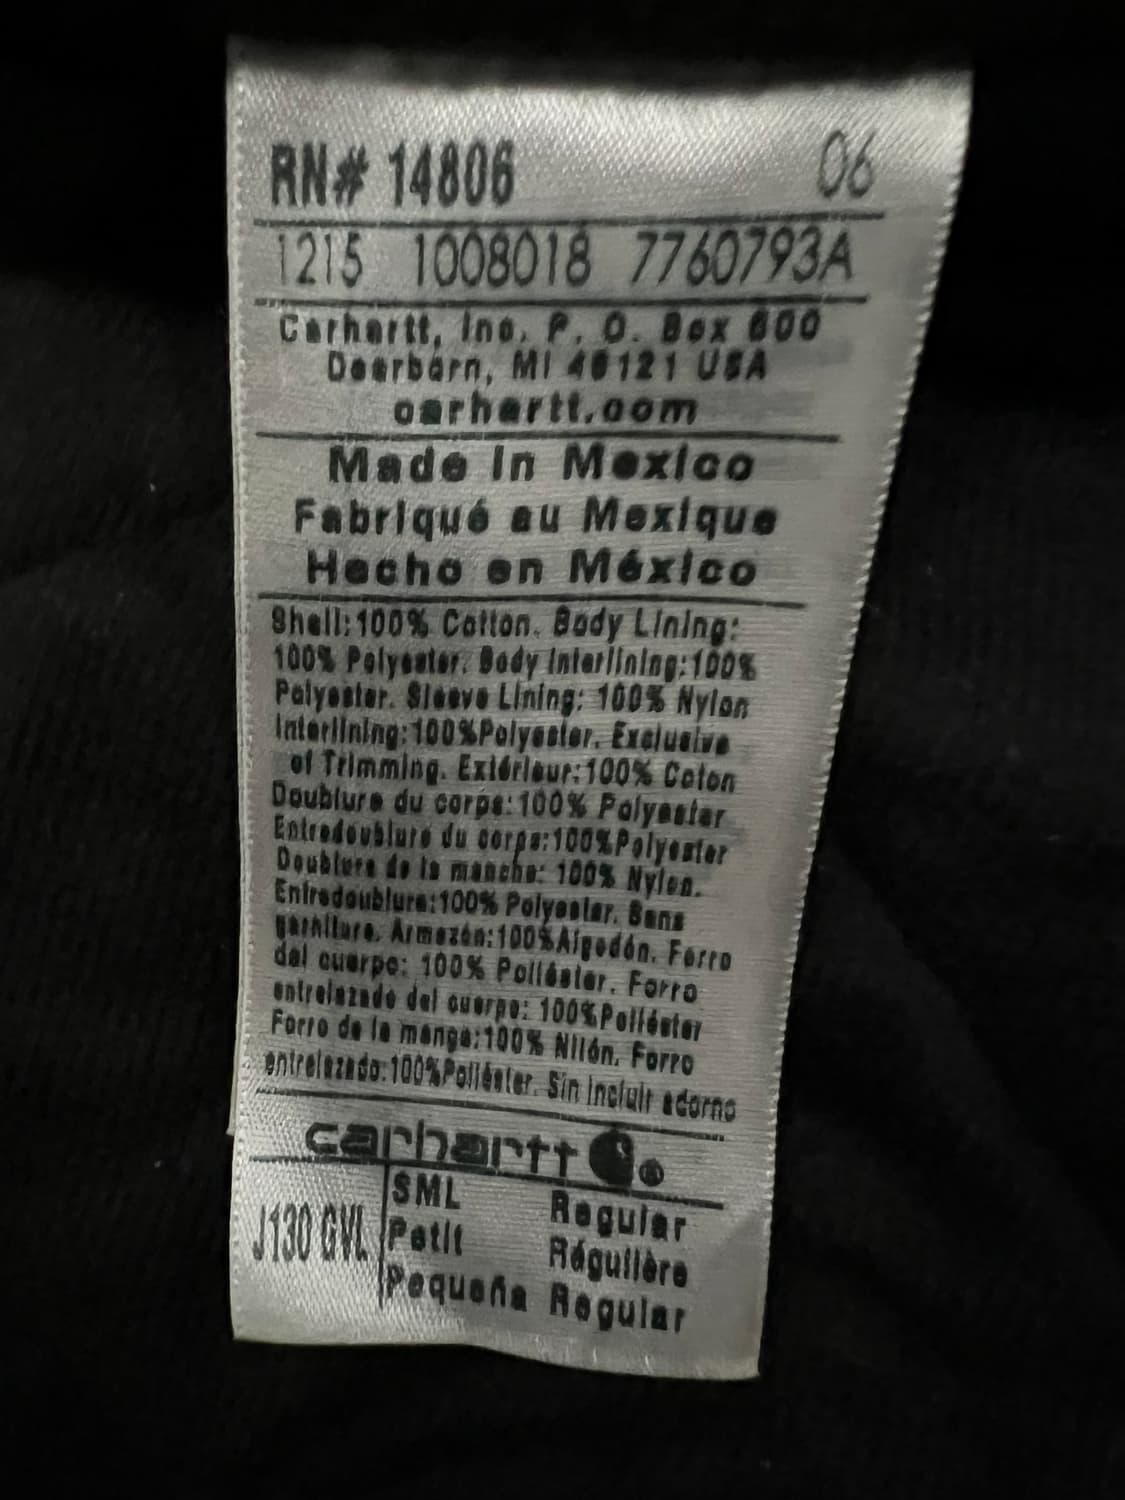 RN# 14806 06
1215 1008018 7760793A
Carhartt, Inc. P. O. Box 600
Dearborn, MI 48121 USA
carhartt.com
Made in Mexico
Fabriqué au Mexique
Hecho en México
Shell:100% Cotton. Body Lining:
100% Polyester. Body Interlining:100%
Polyester. Sleeve Lining: 100% Nylon
Interlining:100%Polyester. Exclusive
of Trimming. Extérieur:100% Coton
Doublure du corps:100% Polyester
Entredoublure du corps:100%Polyester
Doublure de la manche: 100% Nylon.
Entredoublure:100% Polyester. Sans
garniture. Armazón:100%Algodón. Forro
del cuerpo: 100% Poliéster. Forro
entrelazado del cuerpo: 100%Poliéster
Forro de la manga:100% Nilón. Forro
entrelazado:100%Poliéster. Sin incluir adorno
carhartt ®
J130 GVL
SML Regular
Petit Régulière
Pequeña Regular